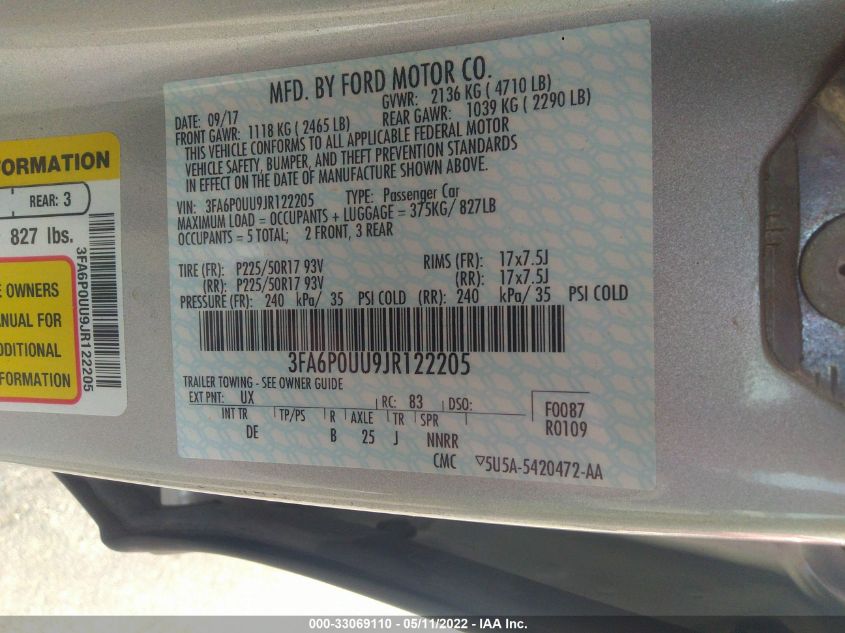 MFD. BY FORD MOTOR CO.
DATE: 09/17 GVWR: 2136 KG ( 4710 LB)
FRONT GAWR: 1118 KG ( 2465 LB) REAR GAWR: 1039 KG ( 2290 LB)
THIS VEHICLE CONFORMS TO ALL APPLICABLE FEDERAL MOTOR
VEHICLE SAFETY, BUMPER, AND THEFT PREVENTION STANDARDS
IN EFFECT ON THE DATE OF MANUFACTURE SHOWN ABOVE.
VIN: 3FA6P0UU9JR122205 TYPE: Passenger Car
MAXIMUM LOAD = OCCUPANTS + LUGGAGE = 375KG/ 827LB
OCCUPANTS = 5 TOTAL; 2 FRONT, 3 REAR
TIRE (FR): P225/50R17 93V RIMS (FR): 17x7.5J
(RR): P225/50R17 93V (RR): 17x7.5J
PRESSURE (FR): 240 kPa/ 35 PSI COLD (RR): 240 kPa/ 35 PSI COLD
3FA6P0UU9JR122205
TRAILER TOWING - SEE OWNER GUIDE
EXT PNT: UX RC: 83 DSO:
INT TR TP/PS R AXLE TR SPR
DE B 25 J NNRR
F0087
R0109
CMC ▽5U5A-5420472-AA
FORMATION
REAR: 3
827 lbs.
OWNERS
ANUAL FOR
DDITIONAL
FORMATION
3FA6P0UU9JR122205
000-33069110 - 05/11/2022 - IAA Inc.